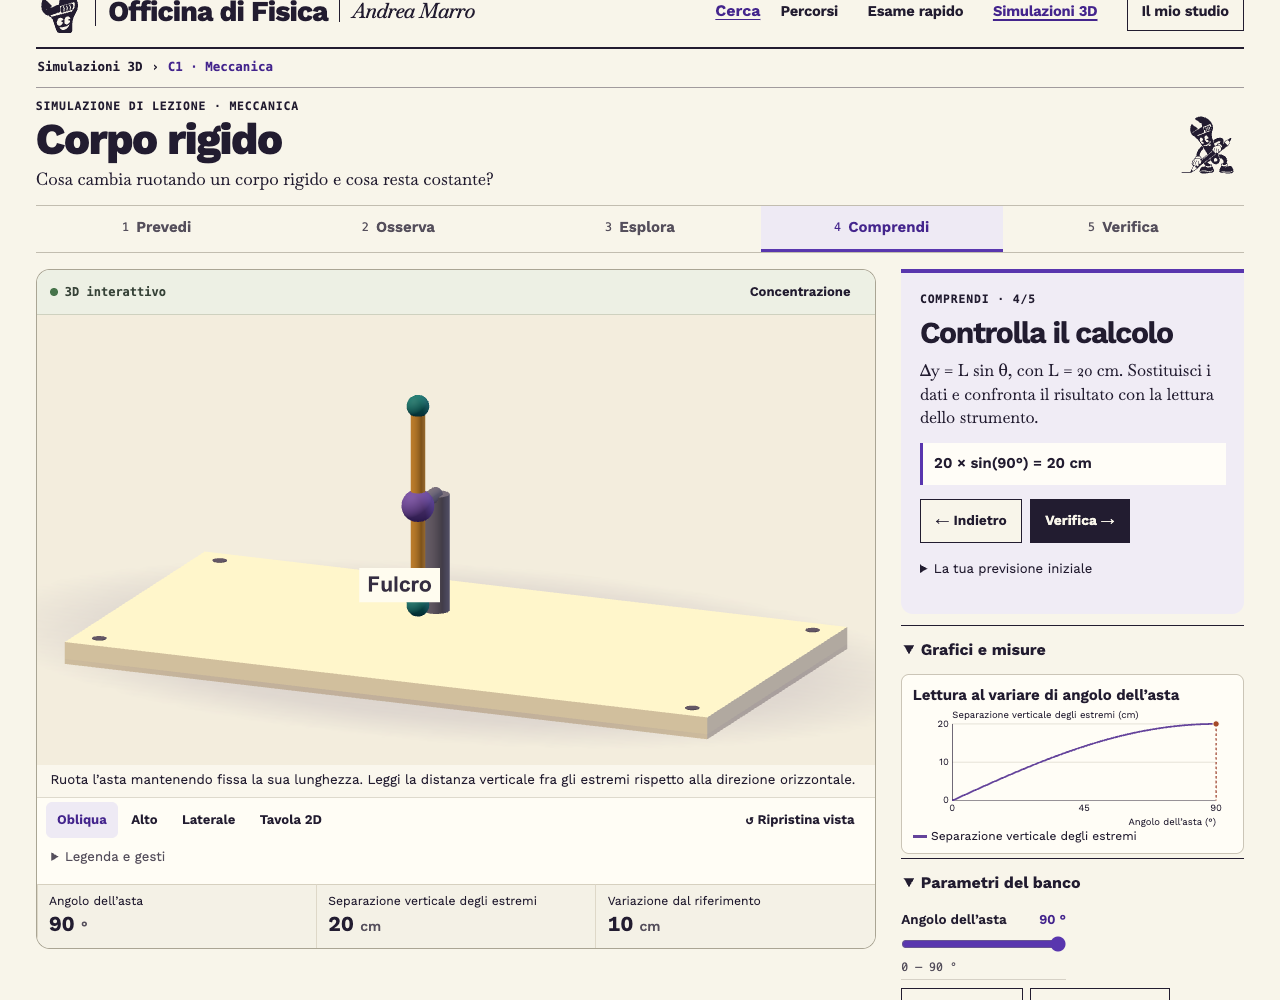 Officina di Fisica
Andrea Marro
Cerca
Percorsi
Esame rapido
Simulazioni 3D
Il mio studio
Simulazioni 3D › C1 · Meccanica
SIMULAZIONE DI LEZIONE · MECCANICA
Corpo rigido
Cosa cambia ruotando un corpo rigido e cosa resta costante?
1 Prevedi
2 Osserva
3 Esplora
4 Comprendi
5 Verifica
3D interattivo
Concentrazione
Fulcro
Ruota l’asta mantenendo fissa la sua lunghezza. Leggi la distanza verticale fra gli estremi rispetto alla direzione orizzontale.
Obliqua
Alto
Laterale
Tavola 2D
↺ Ripristina vista
▶ Legenda e gesti
Angolo dell’asta
90 °
Separazione verticale degli estremi
20 cm
Variazione dal riferimento
10 cm
COMPRENDI · 4/5
Controlla il calcolo
Δy = L sin θ, con L = 20 cm. Sostituisci i
dati e confronta il risultato con la lettura
dello strumento.
20 × sin(90°) = 20 cm
← Indietro
Verifica →
▶ La tua previsione iniziale
▼ Grafici e misure
Lettura al variare di angolo dell’asta
Separazione verticale degli estremi (cm)
20
10
0
0
45
90
Angolo dell’asta (°)
Separazione verticale degli estremi
▼ Parametri del banco
Angolo dell’asta
90 °
0 — 90 °